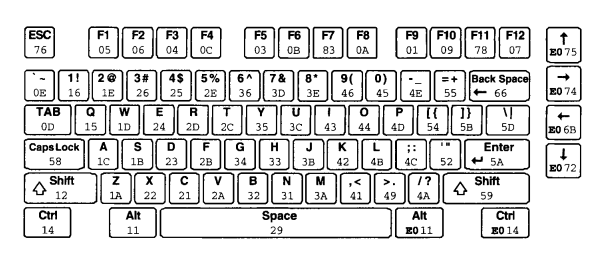 ESC F1 F2 F3 F4 F5 F6 F7 F8 F9 F10 F11 F12 ↑
76 05 06 04 0C 03 0B 83 0A 01 09 78 07 E0 75
` ~ 1! 2@ 3# 4$ 5% 6^ 7& 8* 9( 0) -_ =+ Back Space →
0E 16 1E 26 25 2E 36 3D 3E 46 45 4E 55 ← 66 E0 74
TAB Q W E R T Y U I O P [{ ]} \| ←
0D 15 1D 24 2D 2C 35 3C 43 44 4D 54 5B 5D E0 6B
Caps Lock A S D F G H J K L ;: '" Enter ↓
58 1C 1B 23 2B 34 33 3B 42 4B 4C 52 ↵ 5A E0 72
⇧ Shift Z X C V B N M ,< >. /? ⇧ Shift
12 1A 22 21 2A 32 31 3A 41 49 4A 59
Ctrl Alt Space Alt Ctrl
14 11 29 E0 11 E0 14